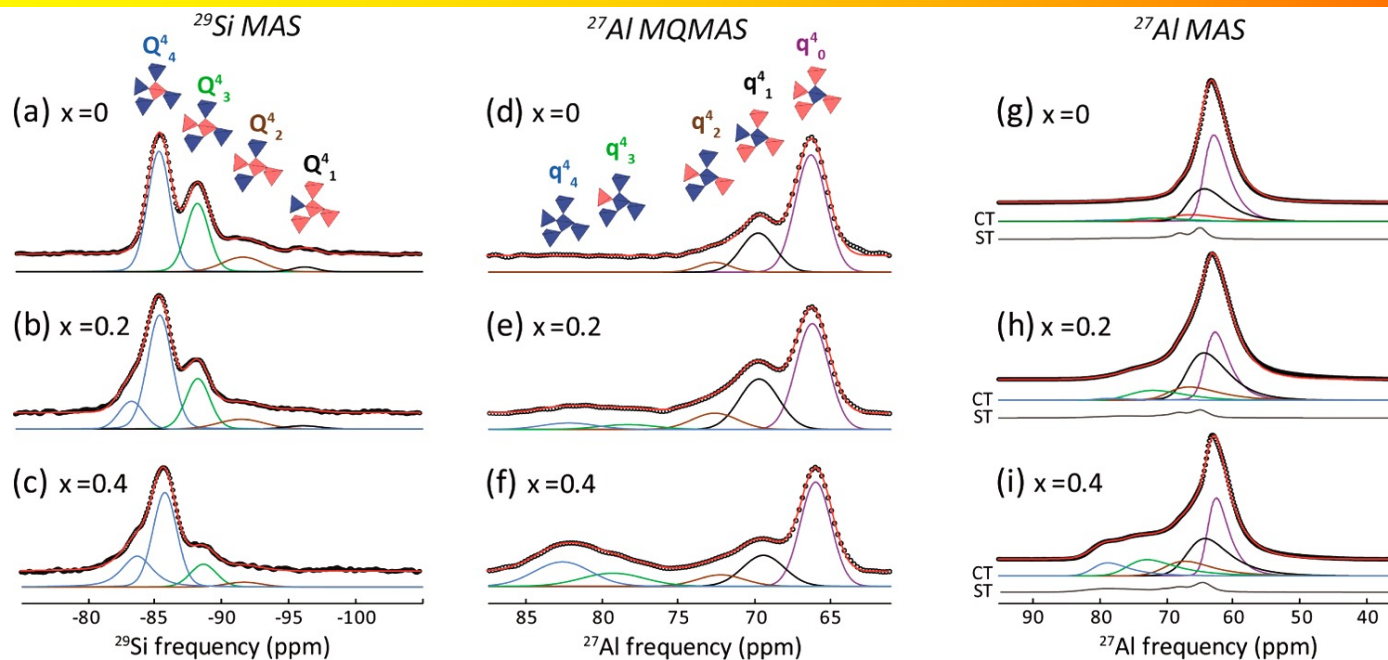 ²⁹Si MAS
Q⁴₄
Q⁴₃
Q⁴₂
Q⁴₁
(a) x=0
(b) x=0.2
(c) x=0.4
-80 -85 -90 -95 -100
²⁹Si frequency (ppm)
²⁷Al MQMAS
q⁴₀
q⁴₁
q⁴₂
q⁴₃
q⁴₄
(d) x=0
(e) x=0.2
(f) x=0.4
85 80 75 70 65
²⁷Al frequency (ppm)
²⁷Al MAS
(g) x=0
CT
ST
(h) x=0.2
CT
ST
(i) x=0.4
CT
ST
90 80 70 60 50 40
²⁷Al frequency (ppm)